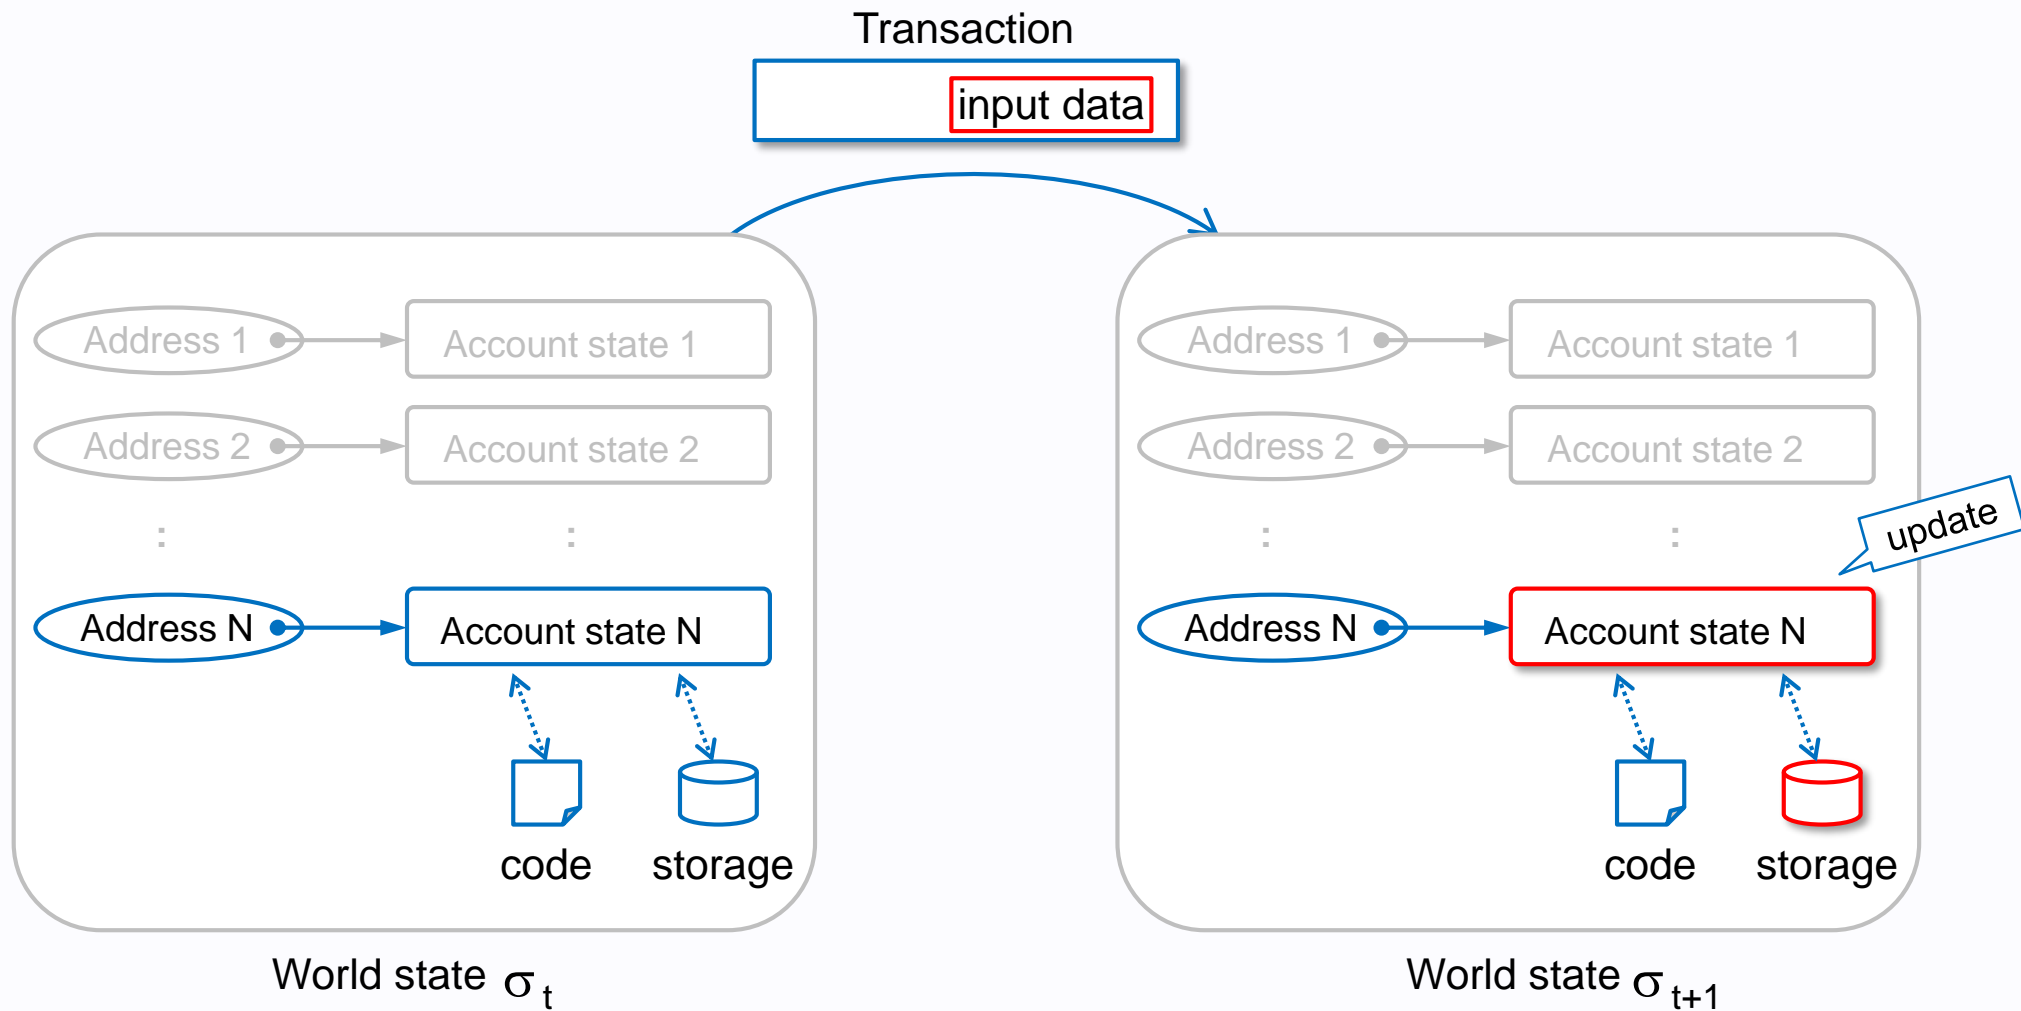 Transaction
input data
Address 1
Account state 1
Address 2
Account state 2
:
:
Address N
Account state N
code
storage
World state σ t
Address 1
Account state 1
Address 2
Account state 2
:
:
update
Address N
Account state N
code
storage
World state σ t+1